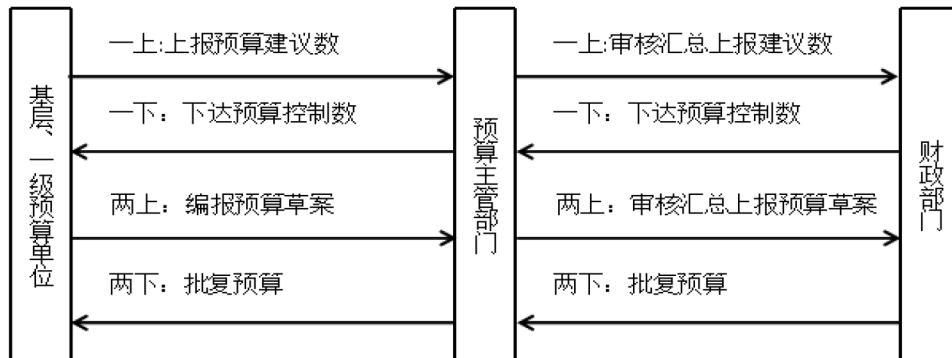 基层、一级预算单位
一上:上报预算建议数
一下：下达预算控制数
两上：编报预算草案
两下：批复预算
预算主管部门
一上:审核汇总上报建议数
一下：下达预算控制数
两上：审核汇总上报预算草案
两下：批复预算
财政部门